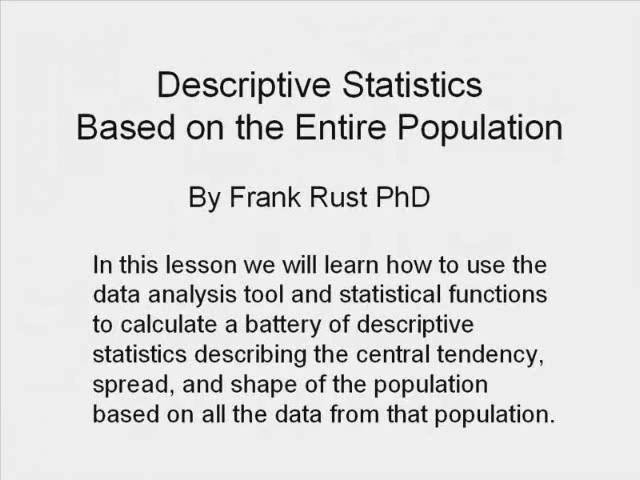 Descriptive Statistics
Based on the Entire Population
By Frank Rust PhD
In this lesson we will learn how to use the
data analysis tool and statistical functions
to calculate a battery of descriptive
statistics describing the central tendency,
spread, and shape of the population
based on all the data from that population.